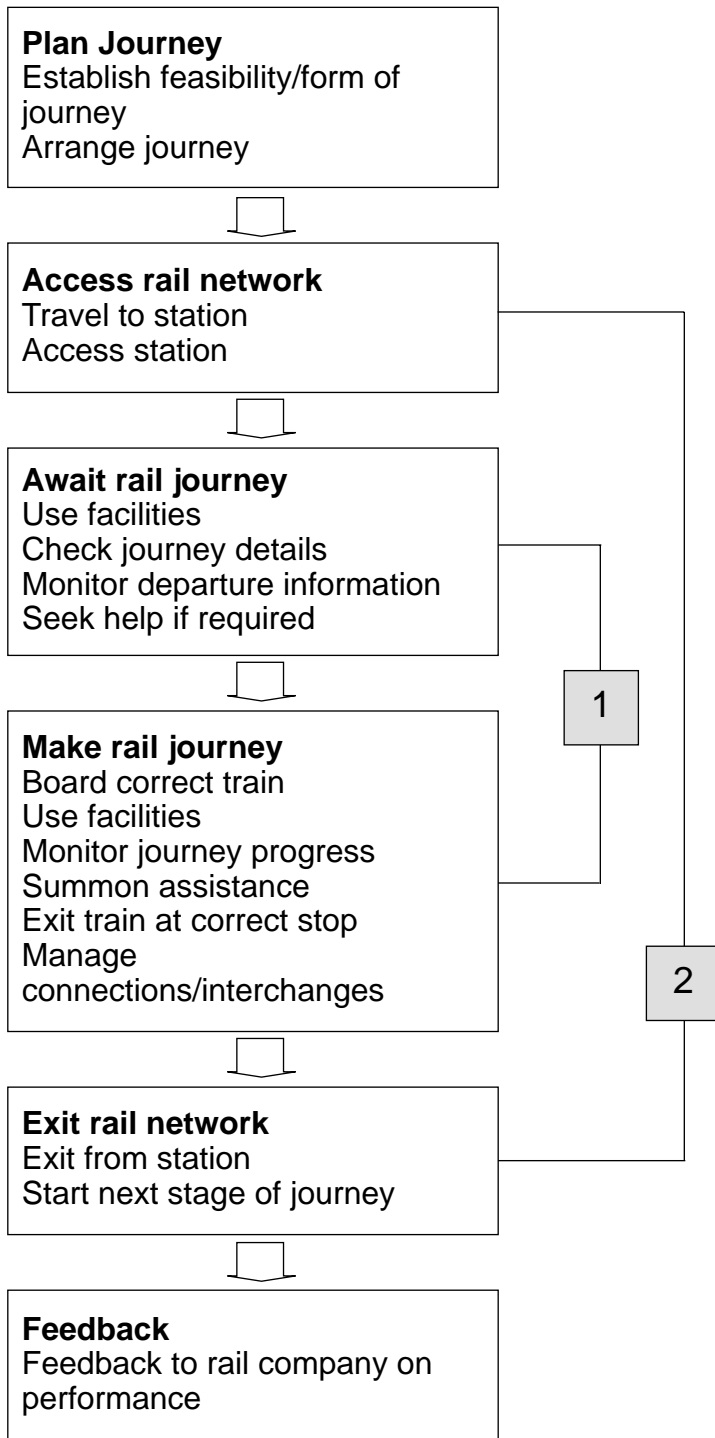 Plan Journey
Establish feasibility/form of
journey
Arrange journey
Access rail network
Travel to station
Access station
Await rail journey
Use facilities
Check journey details
Monitor departure information
Seek help if required
1
Make rail journey
Board correct train
Use facilities
Monitor journey progress
Summon assistance
Exit train at correct stop
Manage
connections/interchanges
2
Exit rail network
Exit from station
Start next stage of journey
Feedback
Feedback to rail company on
performance